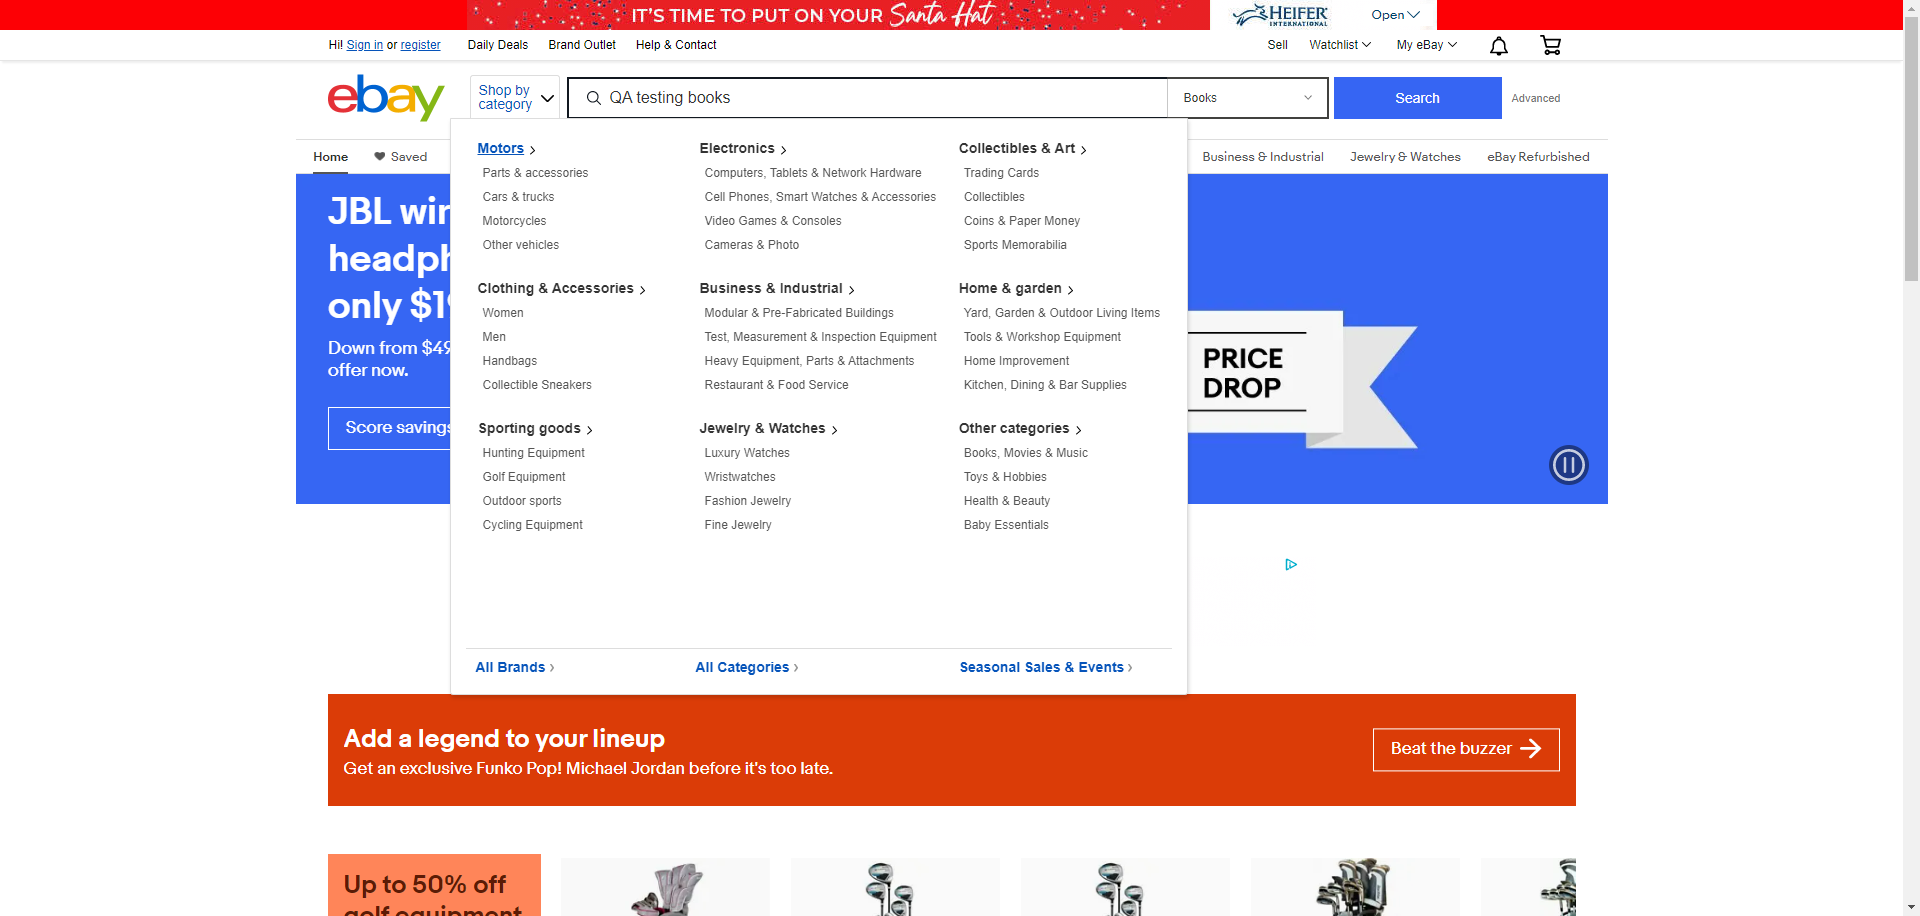 IT'S TIME TO PUT ON YOUR Santa Hat
HEIFER INTERNATIONAL
Open
Hi! Sign in or register
Daily Deals
Brand Outlet
Help & Contact
Sell
Watchlist
My eBay
ebay
Shop by category
QA testing books
Books
Search
Advanced
Home
Saved
Business & Industrial
Jewelry & Watches
eBay Refurbished
Motors
Parts & accessories
Cars & trucks
Motorcycles
Other vehicles
Electronics
Computers, Tablets & Network Hardware
Cell Phones, Smart Watches & Accessories
Video Games & Consoles
Cameras & Photo
Collectibles & Art
Trading Cards
Collectibles
Coins & Paper Money
Sports Memorabilia
Clothing & Accessories
Women
Men
Handbags
Collectible Sneakers
Business & Industrial
Modular & Pre-Fabricated Buildings
Test, Measurement & Inspection Equipment
Heavy Equipment, Parts & Attachments
Restaurant & Food Service
Home & garden
Yard, Garden & Outdoor Living Items
Tools & Workshop Equipment
Home Improvement
Kitchen, Dining & Bar Supplies
Sporting goods
Hunting Equipment
Golf Equipment
Outdoor sports
Cycling Equipment
Jewelry & Watches
Luxury Watches
Wristwatches
Fashion Jewelry
Fine Jewelry
Other categories
Books, Movies & Music
Toys & Hobbies
Health & Beauty
Baby Essentials
All Brands
All Categories
Seasonal Sales & Events
JBL
only
Down from
offer now.
Score savings
PRICE
DROP
Add a legend to your lineup
Get an exclusive Funko Pop! Michael Jordan before it's too late.
Beat the buzzer
Up to 50% off
golf equipment